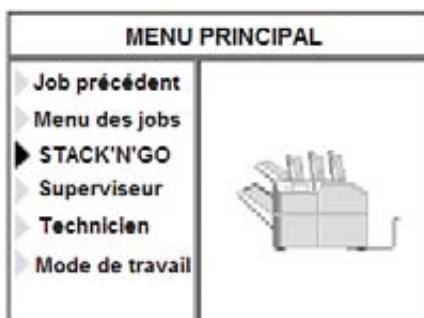 MENU PRINCIPAL
Job précédent
Menu des jobs
STACK'N'GO
Superviseur
Technicien
Mode de travail